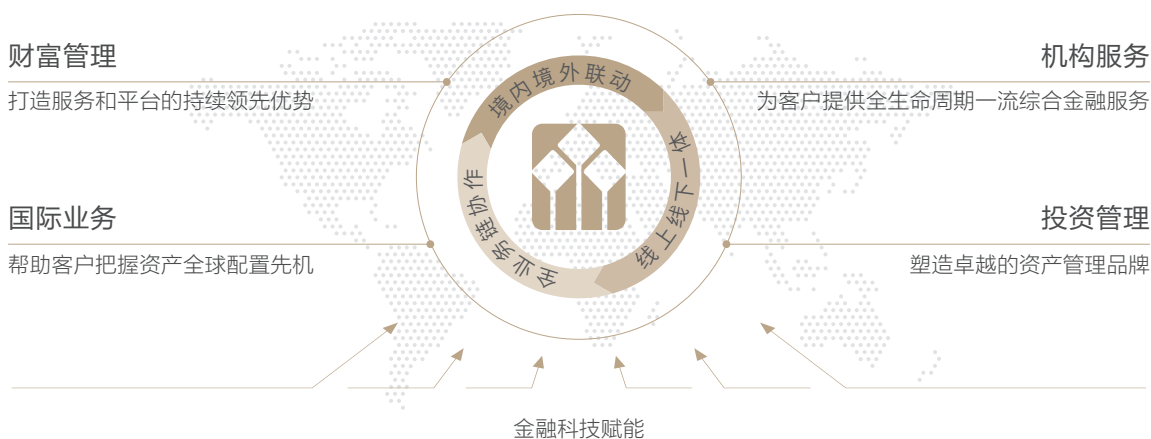 财富管理
打造服务和平台的持续领先优势
机构服务
为客户提供全生命周期一流综合金融服务
境内境外联动
线上线下一体
全业务链协作
国际业务
帮助客户把握资产全球配置先机
投资管理
塑造卓越的资产管理品牌
金融科技赋能